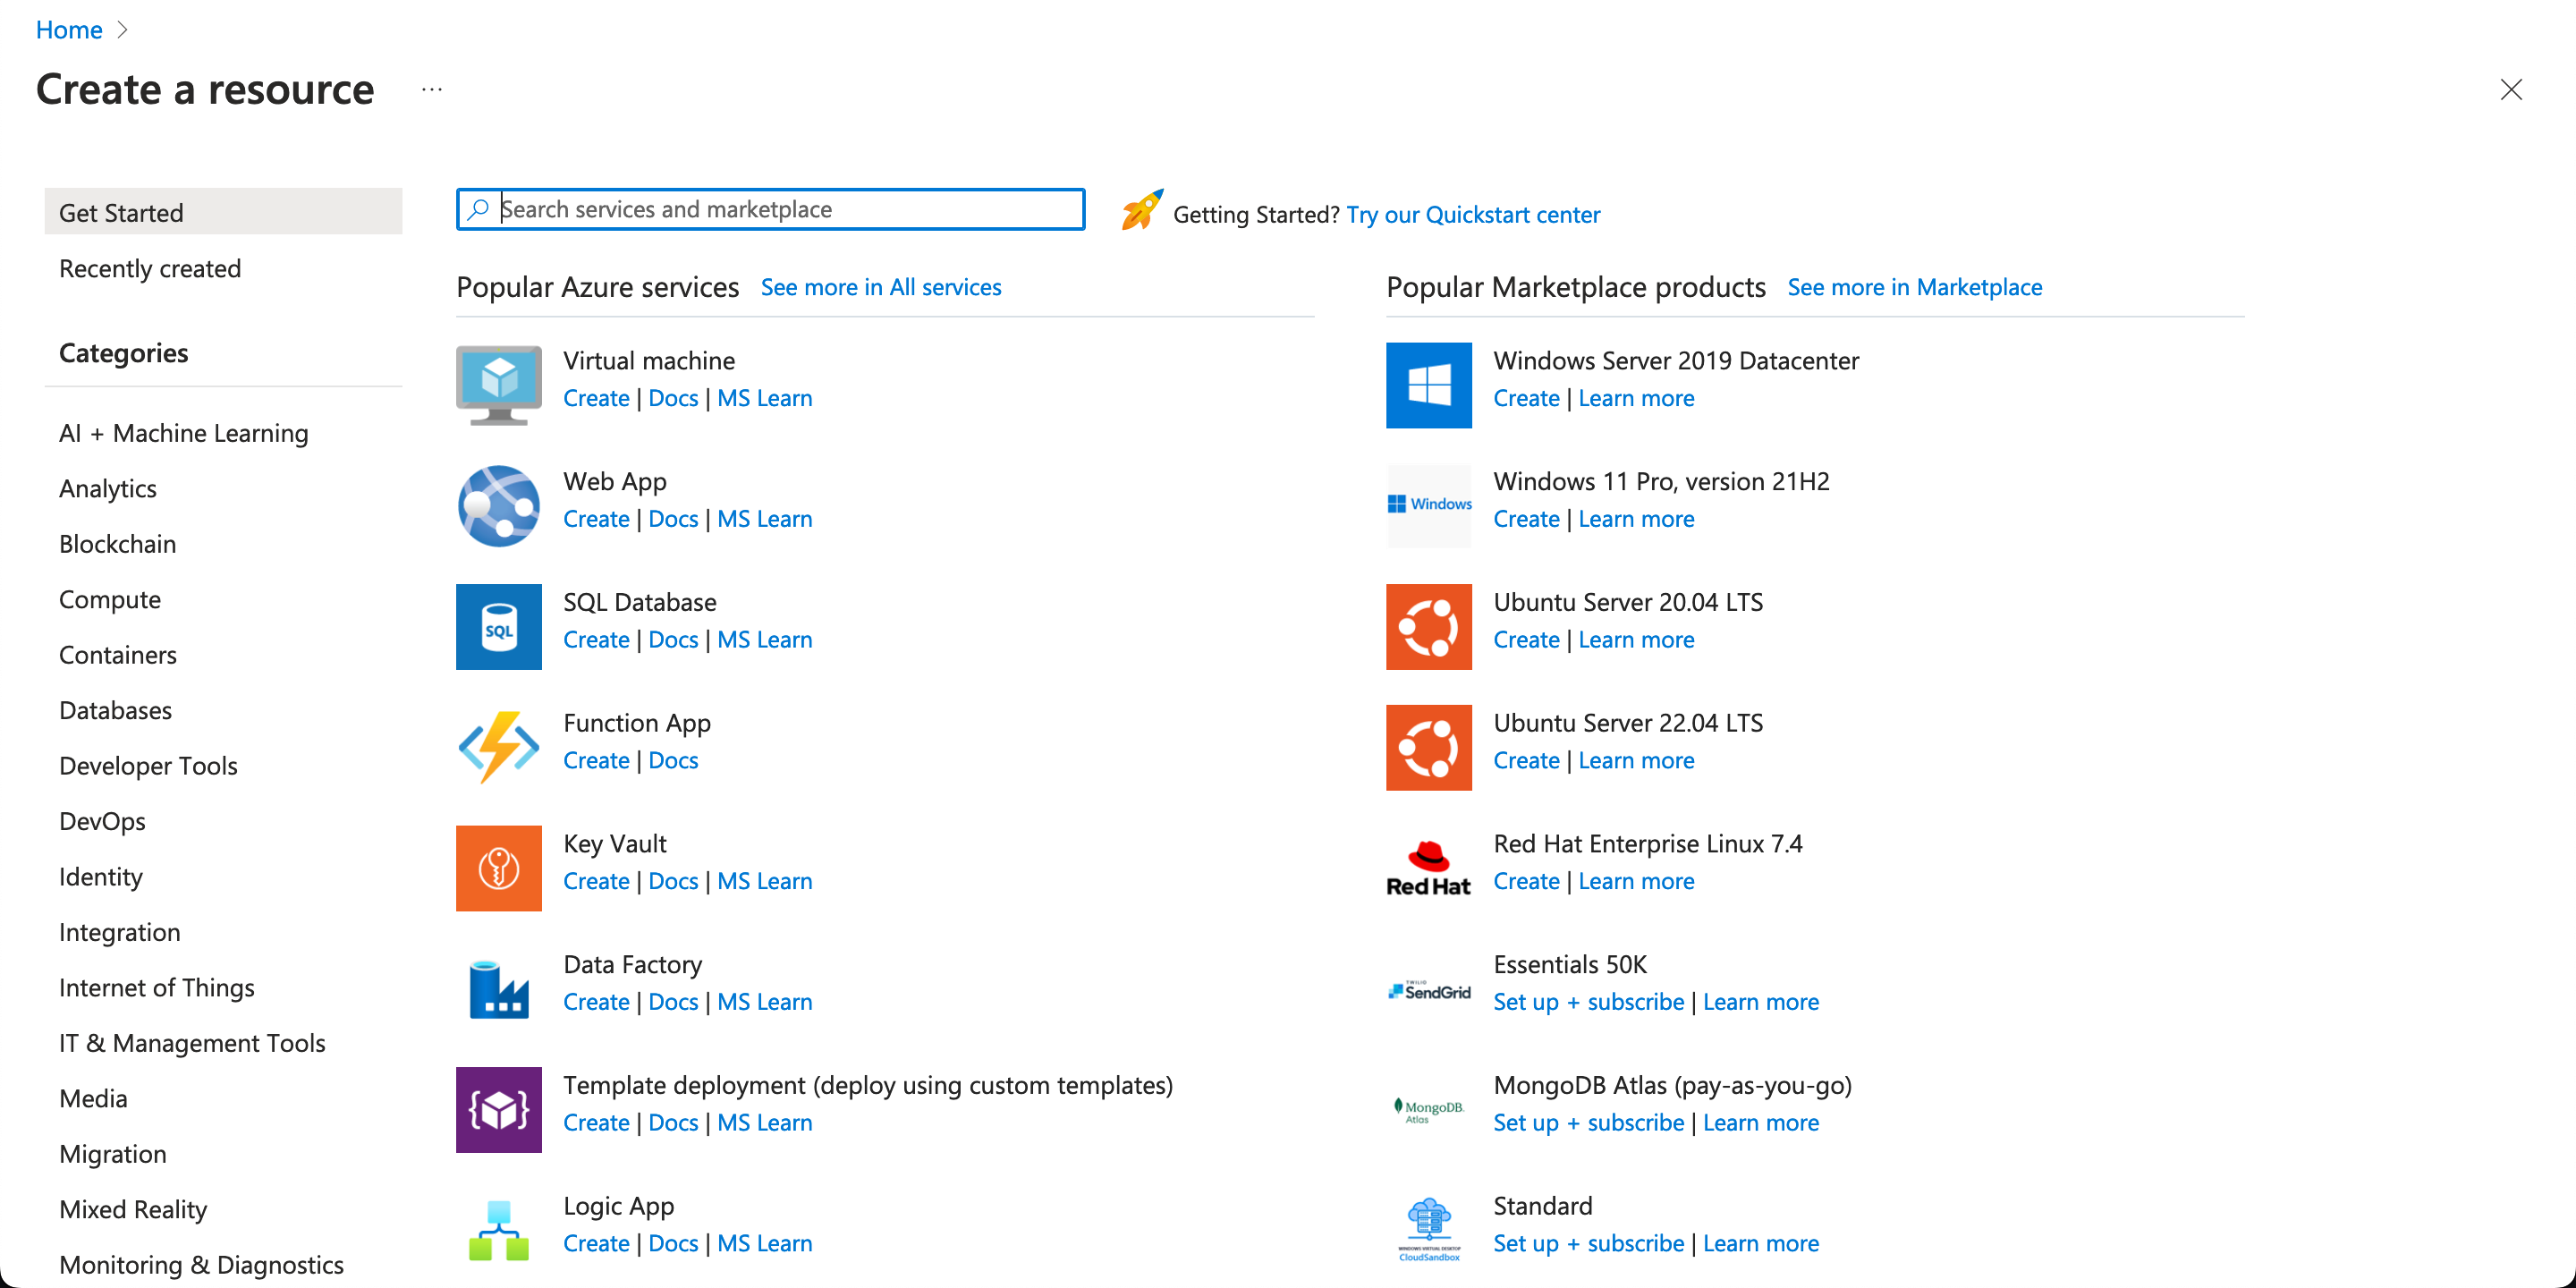 Home
Create a resource
...
Get Started
Recently created
Categories
AI + Machine Learning
Analytics
Blockchain
Compute
Containers
Databases
Developer Tools
DevOps
Identity
Integration
Internet of Things
IT & Management Tools
Media
Migration
Mixed Reality
Monitoring & Diagnostics
Search services and marketplace
Getting Started? Try our Quickstart center
Popular Azure services See more in All services
Virtual machine
Create | Docs | MS Learn
Web App
Create | Docs | MS Learn
SQL
SQL Database
Create | Docs | MS Learn
Function App
Create | Docs
Key Vault
Create | Docs | MS Learn
Data Factory
Create | Docs | MS Learn
Template deployment (deploy using custom templates)
Create | Docs | MS Learn
Logic App
Create | Docs | MS Learn
Popular Marketplace products See more in Marketplace
Windows Server 2019 Datacenter
Create | Learn more
Windows
Windows 11 Pro, version 21H2
Create | Learn more
Ubuntu Server 20.04 LTS
Create | Learn more
Ubuntu Server 22.04 LTS
Create | Learn more
Red Hat
Red Hat Enterprise Linux 7.4
Create | Learn more
TWILIO
SendGrid
Essentials 50K
Set up + subscribe | Learn more
MongoDB.
Atlas
MongoDB Atlas (pay-as-you-go)
Set up + subscribe | Learn more
WINDOWS VIRTUAL DESKTOP
CloudSandbox
Standard
Set up + subscribe | Learn more